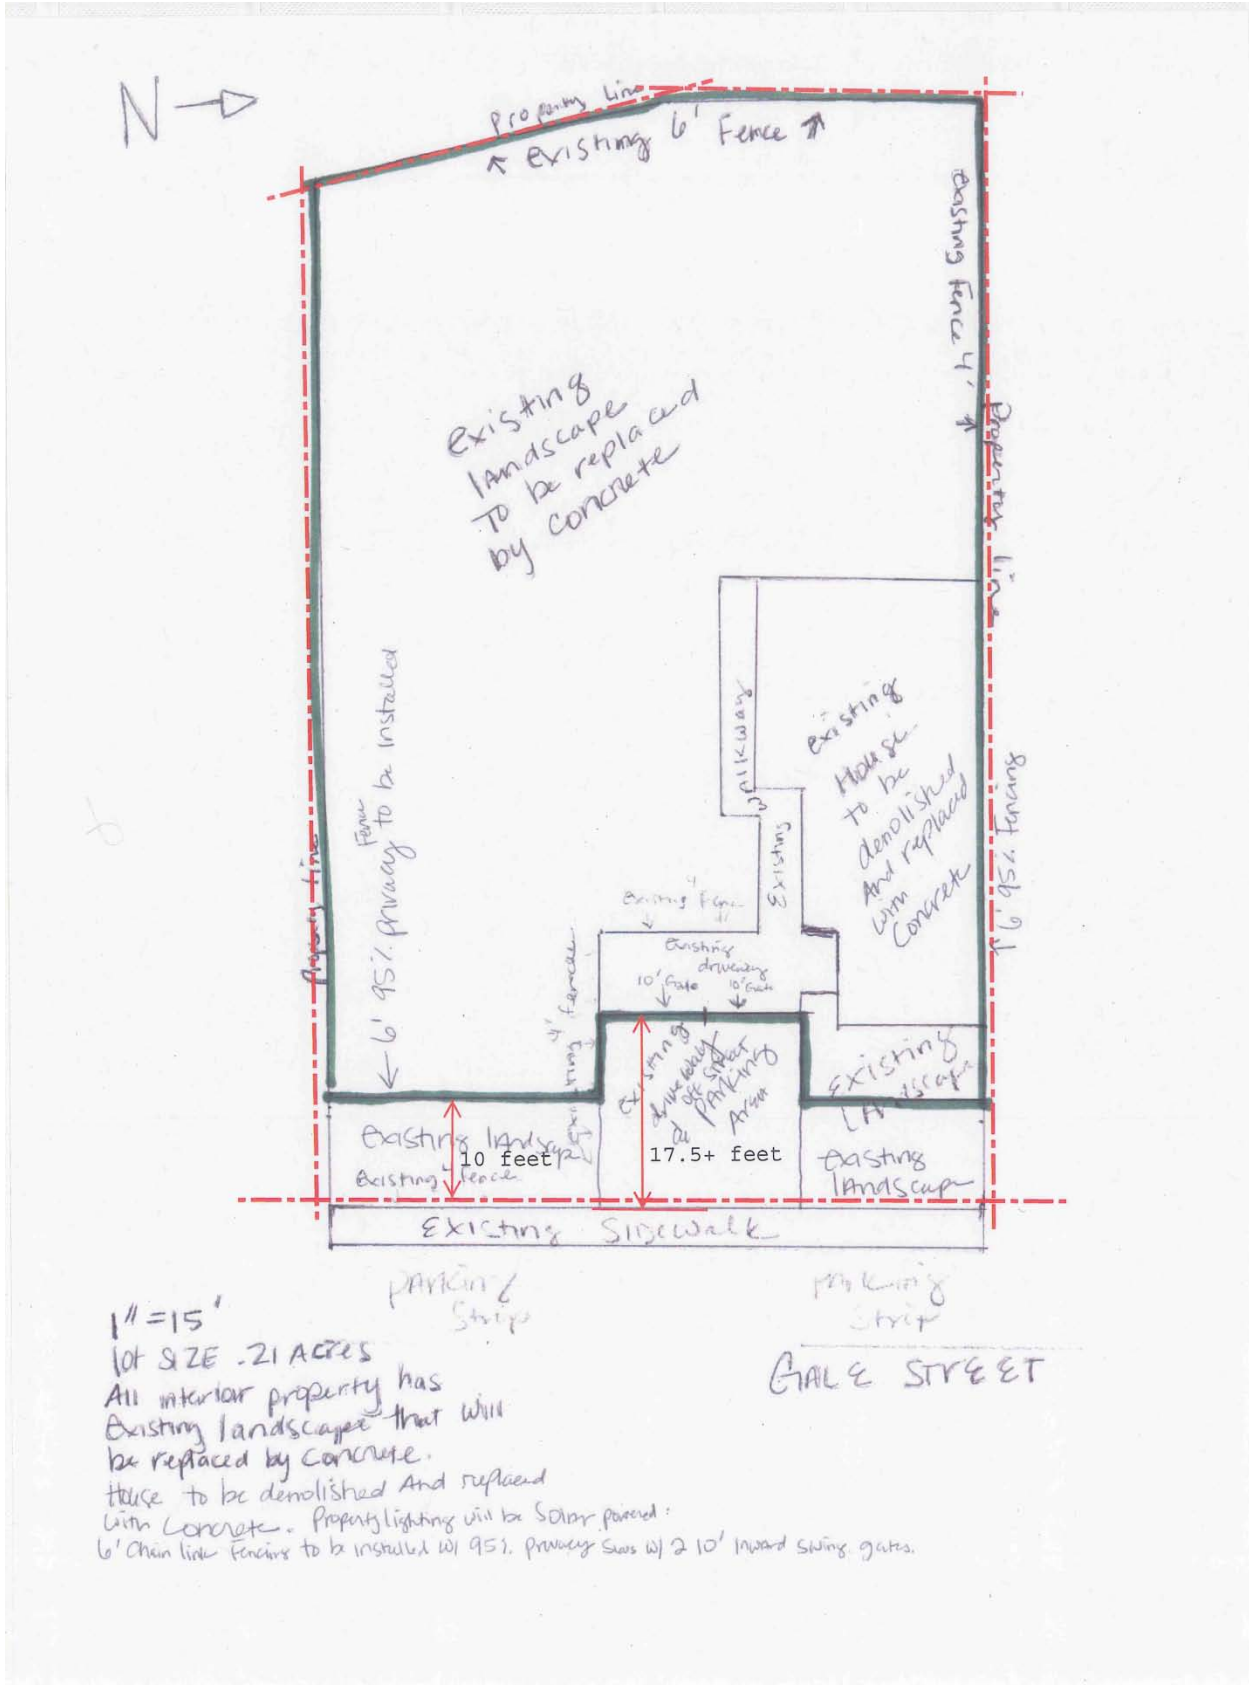 N
Property Line
Existing 6' Fence
existing Fence 4'
Property line
existing
landscape
To be replaced
by concrete
6' 95% privacy to be installed
Fence
Property line
walkway
Existing
existing
House
to be
demolished
And replaced
with
Concrete
6' 95% Fencing
Existing 4' Fence
Existing
driveway
10' Gate
10' Gate
Existing 4' fence
existing
driveway
off street
parking
Area
Existing
Landscape
Existing landscape
Existing 4' fence
10 feet
17.5+ feet
existing
landscape
Existing Sidewalk
parking
Strip
parking
strip
GALE STREET
1" = 15'
lot SIZE .21 Acres
All interior property has
Existing landscape that will
be replaced by concrete.
House to be demolished And replaced
with Concrete. Property lighting will be Solar powered.
6' Chain link Fencing to be installed w/ 95% privacy w/ 2 10' inward swing gates.